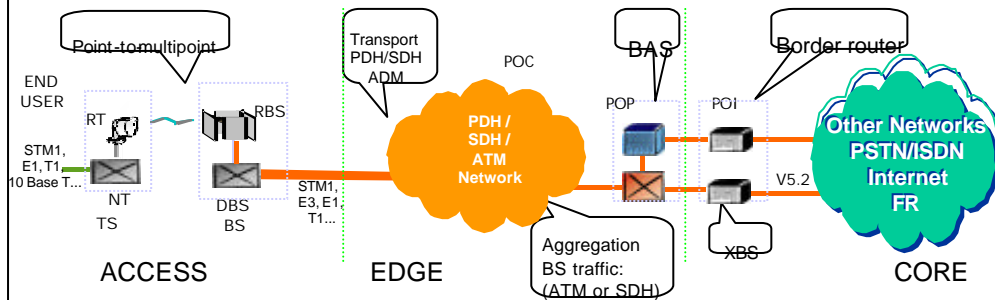 Point-to-multipoint
Transport
PDH/SDH
ADM
POC
BAS
Border router
END
USER
RT
RBS
POP
POI
STM1,
E1, T1,
10 Base T...
NT
TS
DBS
BS
STM1,
E3, E1,
T1...
PDH /
SDH /
ATM
Network
V5.2
Other Networks
PSTN/ISDN
Internet
FR
Aggregation
BS traffic:
(ATM or SDH)
XBS
ACCESS
EDGE
CORE